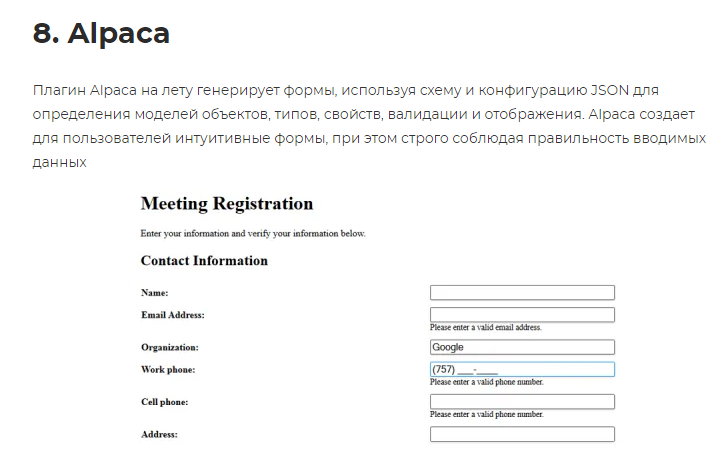 8. Alpaca
Плагин Alpaca на лету генерирует формы, используя схему и конфигурацию JSON для
определения моделей объектов, типов, свойств, валидации и отображения. Alpaca создает
для пользователей интуитивные формы, при этом строго соблюдая правильность вводимых
данных
Meeting Registration
Enter your information and verify your information below.
Contact Information
Name:
Email Address:
Please enter a valid email address.
Organization: Google
Work phone: (757) ___-____
Please enter a valid phone number.
Cell phone:
Please enter a valid phone number.
Address: